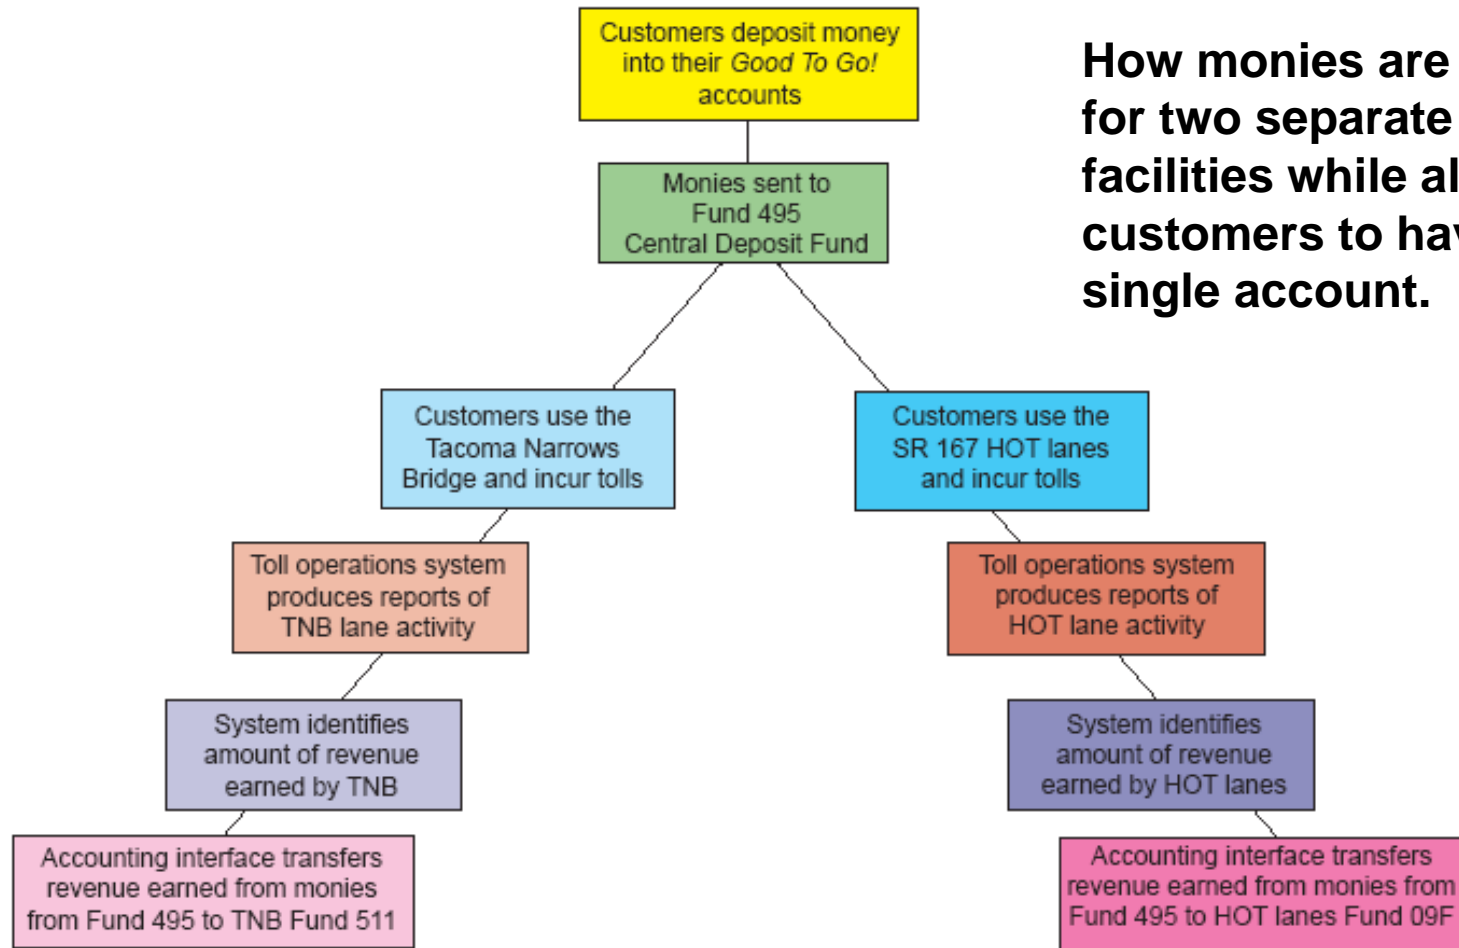 Customers deposit money
into their Good To Go!
accounts
How monies are
for two separate
facilities while al
customers to hav
single account.
Monies sent to
Fund 495
Central Deposit Fund
Customers use the
Tacoma Narrows
Bridge and incur tolls
Customers use the
SR 167 HOT lanes
and incur tolls
Toll operations system
produces reports of
TNB lane activity
Toll operations system
produces reports of
HOT lane activity
System identifies
amount of revenue
earned by TNB
System identifies
amount of revenue
earned by HOT lanes
Accounting interface transfers
revenue earned from monies
from Fund 495 to TNB Fund 511
Accounting interface transfers
revenue earned from monies from
Fund 495 to HOT lanes Fund 09F